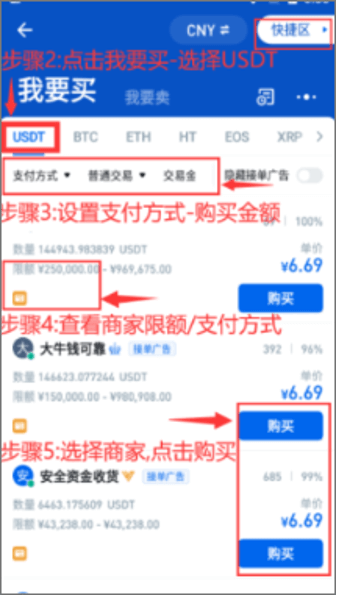 CNY ⇌
快捷区
步骤2:点击我要买-选择USDT
我要买
我要卖
USDT BTC ETH HT EOS XRP
支付方式 普通交易 交易金
隐藏接单广告
步骤3:设置支付方式-购买金额
100%
数量 144943.983839 USDT
单价
限额 ¥250,000.00 - ¥969,675.00
¥6.69
购买
步骤4:查看商家限额/支付方式
大 大牛钱可靠 接单广告
392 | 96%
数量 146623.077244 USDT
单价
限额 ¥150,000.00 - ¥980,908.00
¥6.69
购买
步骤5:选择商家,点击购买
安 安全资金收货 接单广告
685 | 99%
数量 6463.175609 USDT
单价
限额 ¥43,238.00 - ¥43,238.00
¥6.69
购买